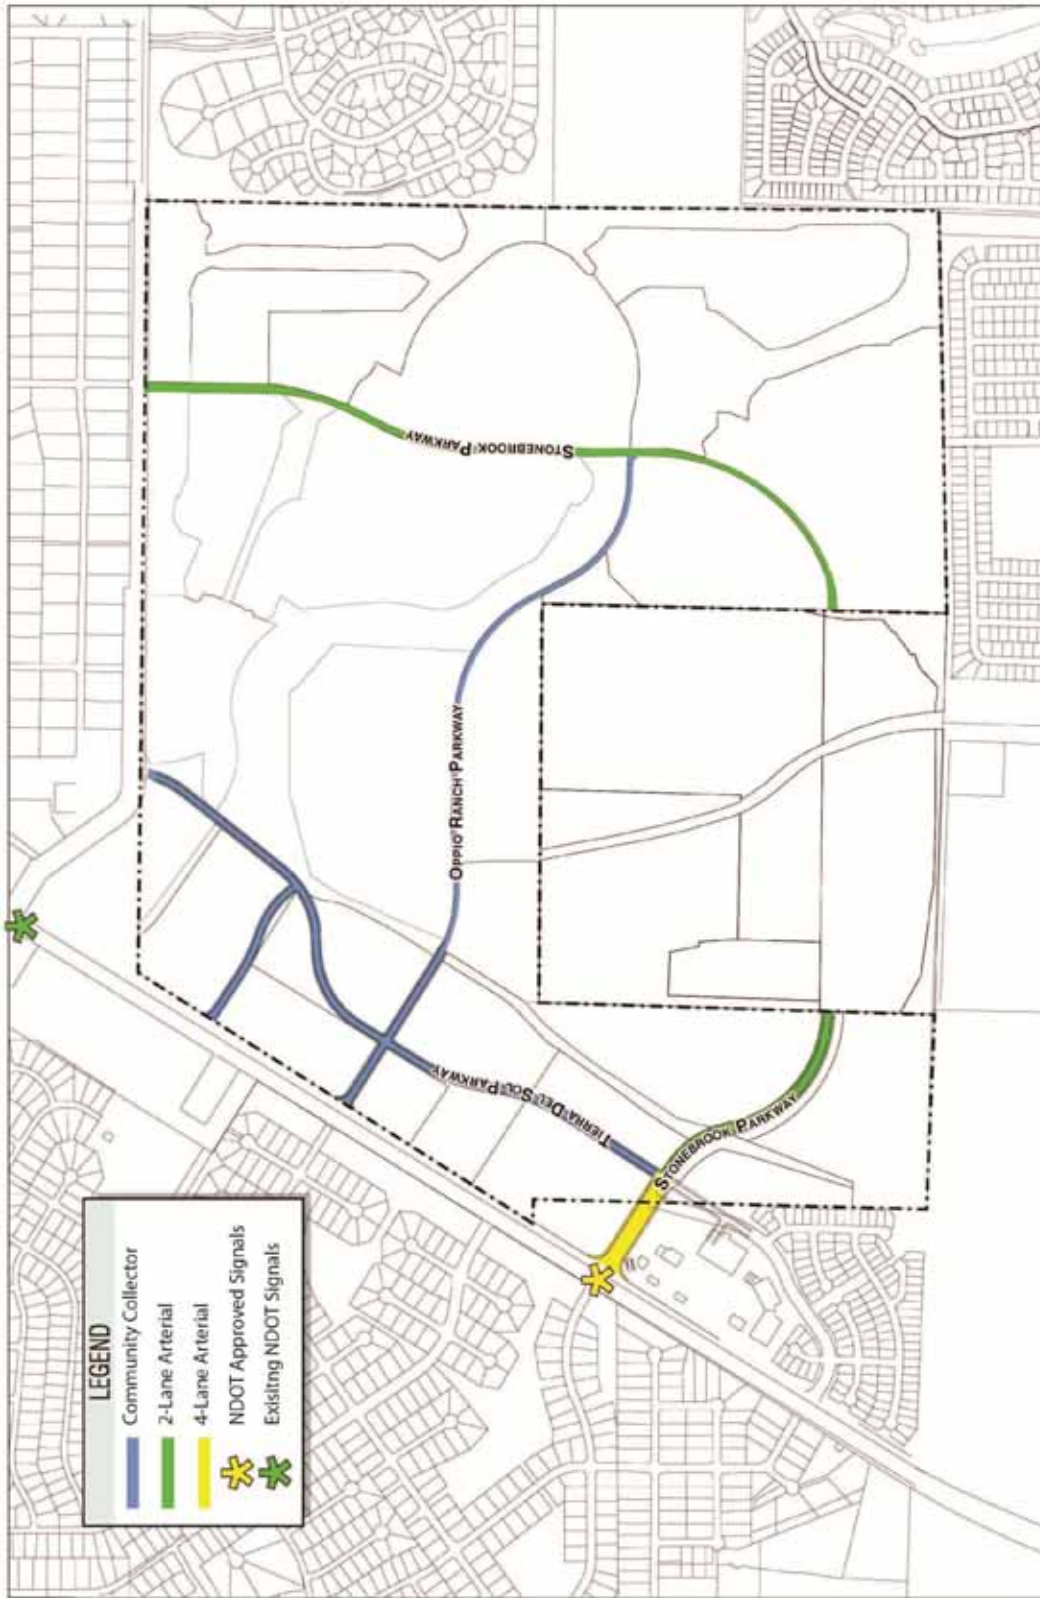 LEGEND
Community Collector
2-Lane Arterial
4-Lane Arterial
NDOT Approved Signals
Exisitng NDOT Signals
STONEBROOK PARKWAY
OPPIO RANCH PARKWAY
TIERRA DEL SOL PARKWAY
STONEBROOK PARKWAY